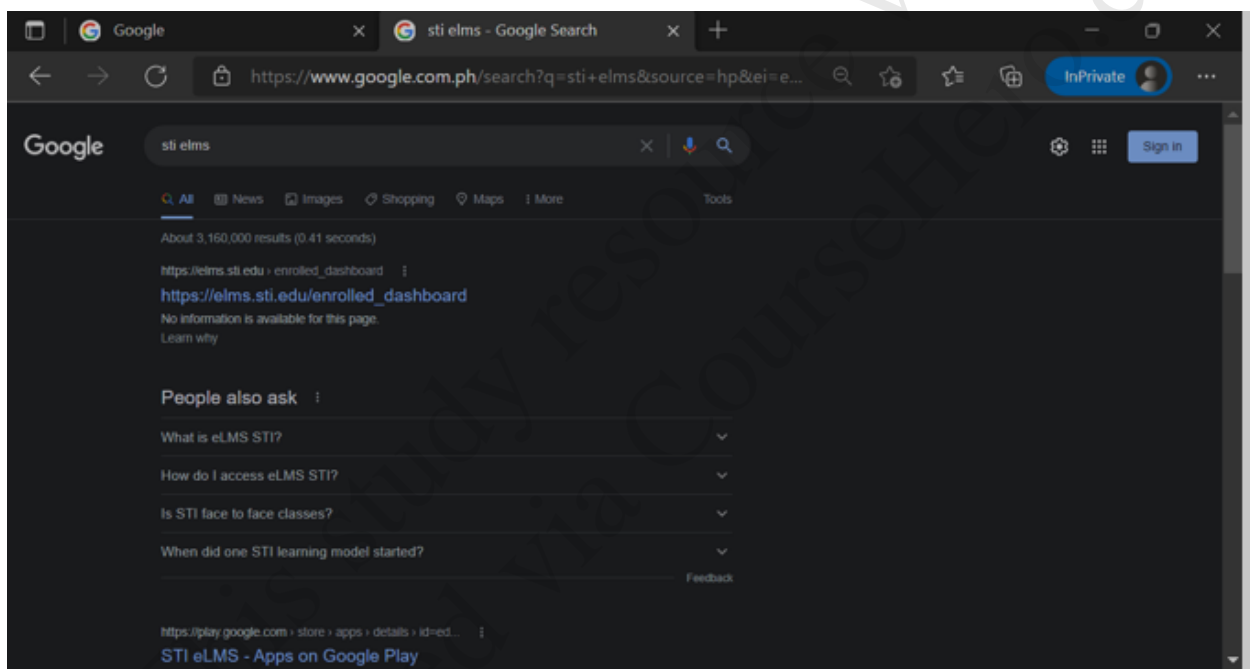 Google
sti elms - Google Search
https://www.google.com.ph/search?q=sti+elms&source=hp&ei=e...
InPrivate
Google
sti elms
Sign in
All News Images Shopping Maps More Tools
About 3,160,000 results (0.41 seconds)
https://elms.sti.edu › enrolled_dashboard
https://elms.sti.edu/enrolled_dashboard
No information is available for this page.
Learn why
People also ask
What is eLMS STI?
How do I access eLMS STI?
Is STI face to face classes?
When did one STI learning model started?
Feedback
https://play.google.com › store › apps › details › id=ed...
STI eLMS - Apps on Google Play
is study resource
via CourseHero.c